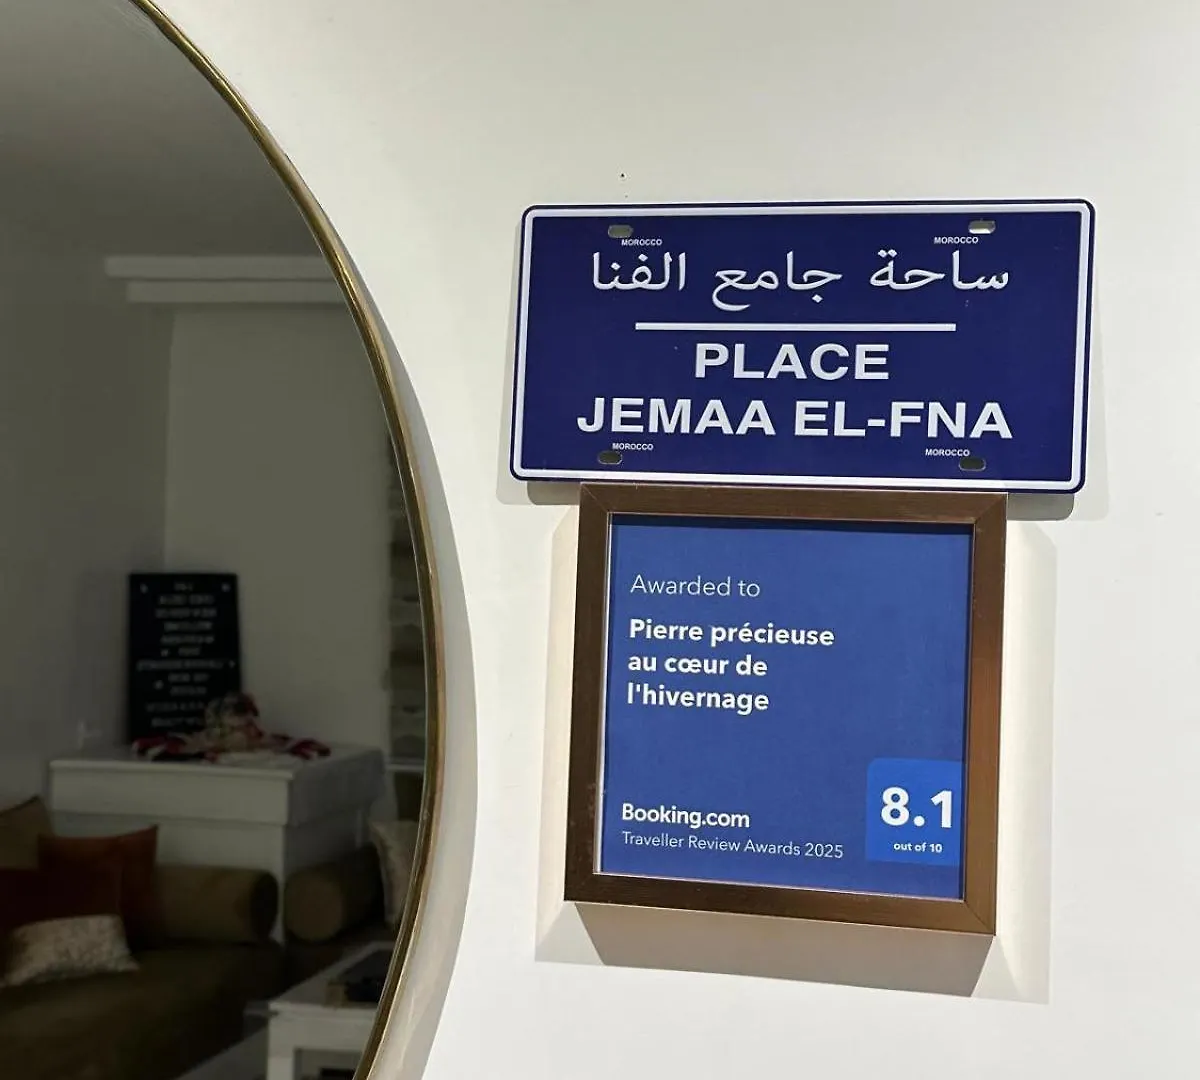 MOROCCO MOROCCO
ساحة جامع الفنا
PLACE
JEMAA EL-FNA
MOROCCO MOROCCO
Awarded to
Pierre précieuse
au cœur de
l'hivernage
8.1
out of 10
Booking.com
Traveller Review Awards 2025